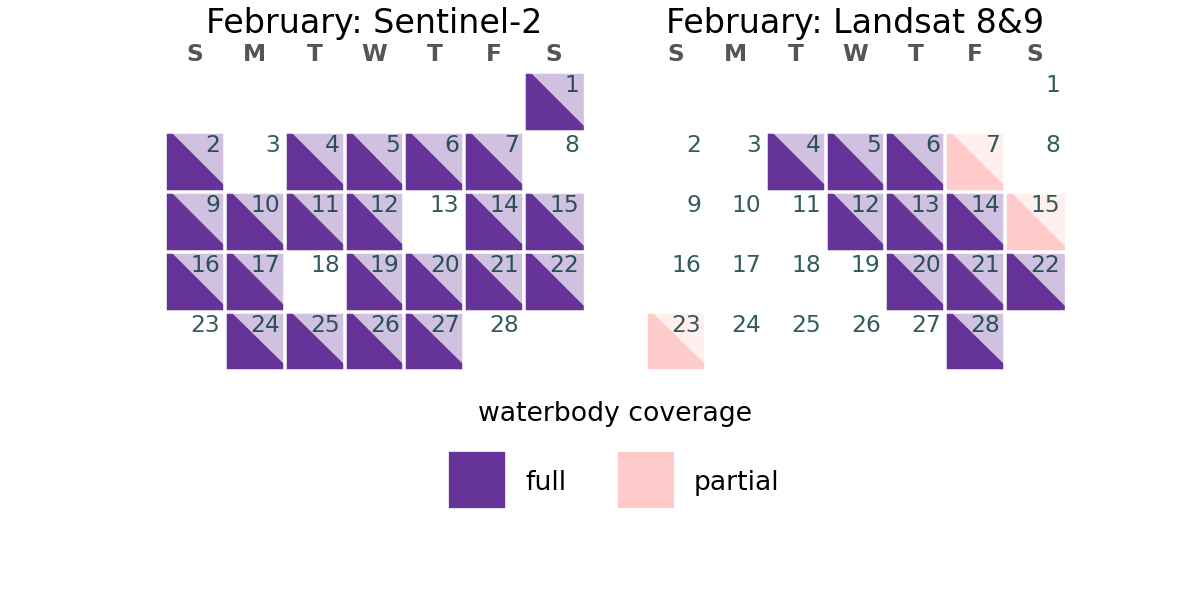 February: Sentinel-2
S M T W T F S
1
2 3 4 5 6 7 8
9 10 11 12 13 14 15
16 17 18 19 20 21 22
23 24 25 26 27 28
February: Landsat 8&9
S M T W T F S
1
2 3 4 5 6 7 8
9 10 11 12 13 14 15
16 17 18 19 20 21 22
23 24 25 26 27 28
waterbody coverage
full partial